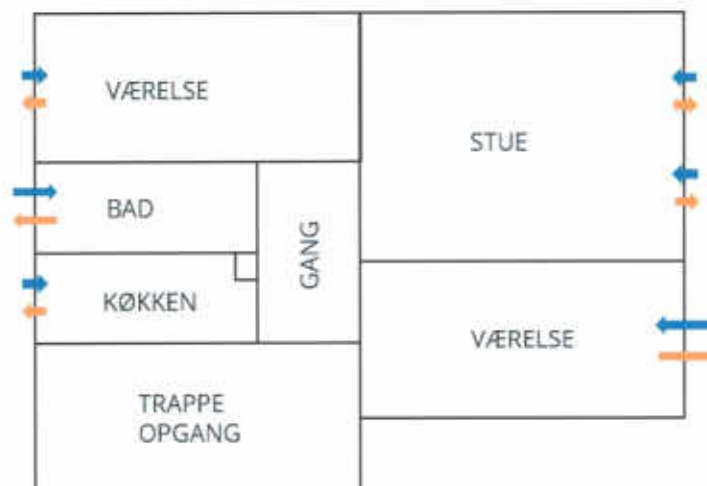 VÆRELSE
STUE
BAD
GANG
KØKKEN
VÆRELSE
TRAPPE
OPGANG